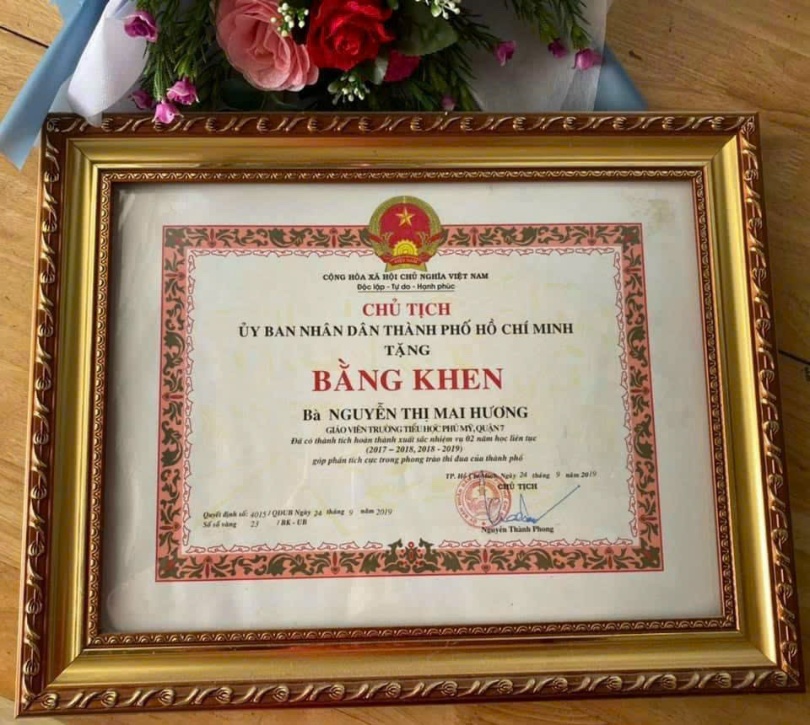 CỘNG HÒA XÃ HỘI CHỦ NGHĨA VIỆT NAM
Độc lập - Tự do - Hạnh phúc
CHỦ TỊCH
ỦY BAN NHÂN DÂN THÀNH PHỐ HỒ CHÍ MINH
TẶNG
BẰNG KHEN
Bà NGUYỄN THỊ MAI HƯƠNG
GIÁO VIÊN TRƯỜNG TIỂU HỌC PHÚ MỸ, QUẬN 7
Đã có thành tích hoàn thành xuất sắc nhiệm vụ 02 năm học liên tục
(2017 – 2018, 2018 - 2019)
góp phần tích cực trong phong trào thi đua của thành phố
TP. Hồ Chí Minh, Ngày 24 tháng 9 năm 2019
CHỦ TỊCH
Quyết định số: 4015 / QĐUB Ngày 24 tháng 9 năm 2019
Số sổ vàng 23 / BK - UB
Nguyễn Thành Phong